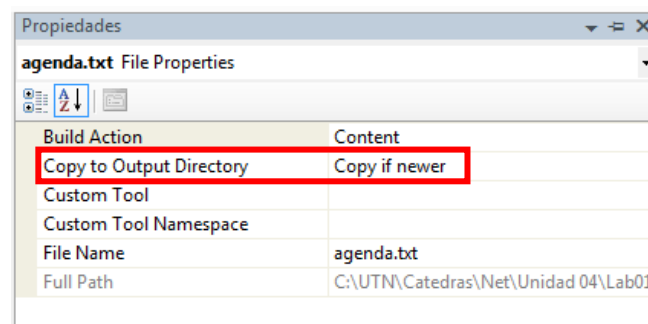 Propiedades
agenda.txt File Properties
Build Action Content
Copy to Output Directory Copy if newer
Custom Tool
Custom Tool Namespace
File Name agenda.txt
Full Path C:\UTN\Catedras\Net\Unidad 04\Lab01